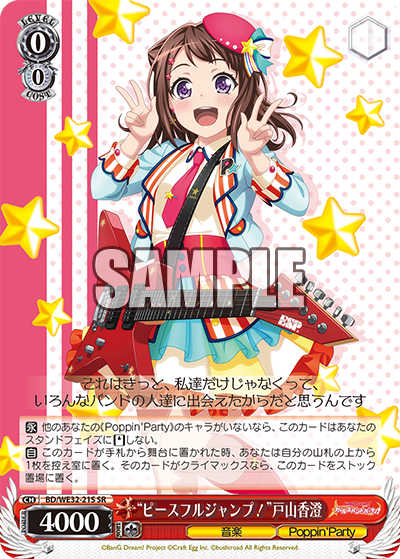 LEVEL
0
0
COST
SAMPLE
それはきっと、私達だけじゃなくって、
いろんなバンドの人達に出会えたからだと思うんです
永 他のあなたの《Poppin'Party》のキャラがいないなら、このカードはあなたの
スタンドフェイズに【スタンド】しない。
自 このカードが手札から舞台に置かれた時、あなたは自分の山札の上から
1枚を控え室に置く。そのカードがクライマックスなら、このカードをストック
置場に置く。
CH BD/WE32-21S SR
4000
“ピースフルジャンプ！”戸山香澄
音楽
Poppin'Party
©BanG Dream! Project ©Craft Egg Inc. ©bushiroad All Rights Reserved.